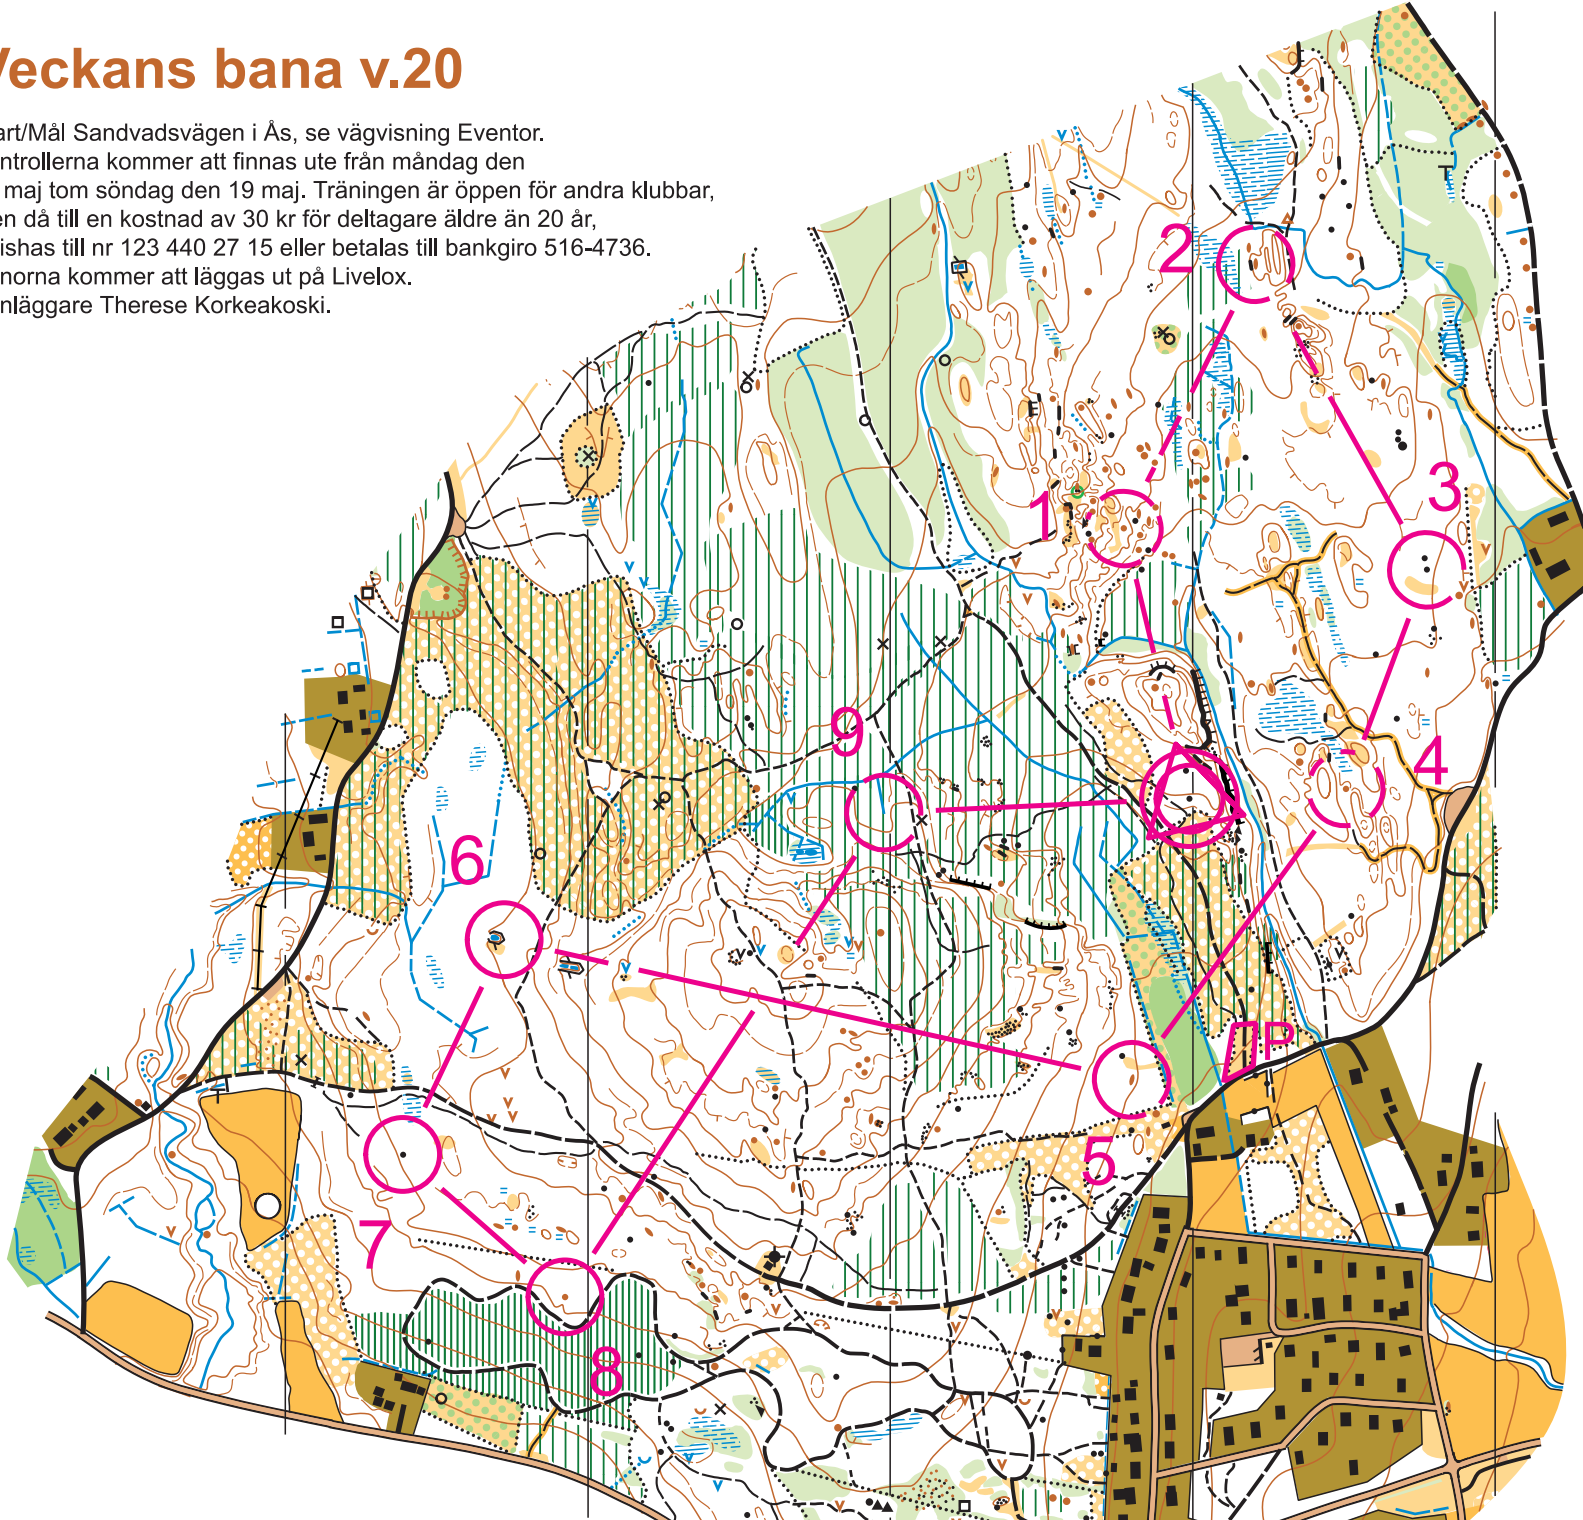 Veckans bana v.20
art/Mål Sandvadsvägen i Ås, se vägvisning Eventor.
ntrollerna kommer att finnas ute från måndag den
maj tom söndag den 19 maj. Träningen är öppen för andra klubbar,
en då till en kostnad av 30 kr för deltagare äldre än 20 år,
ishas till nr 123 440 27 15 eller betalas till bankgiro 516-4736.
norna kommer att läggas ut på Livelox.
nläggare Therese Korkeakoski.
2
3
1
9
4
6
P
5
7
8